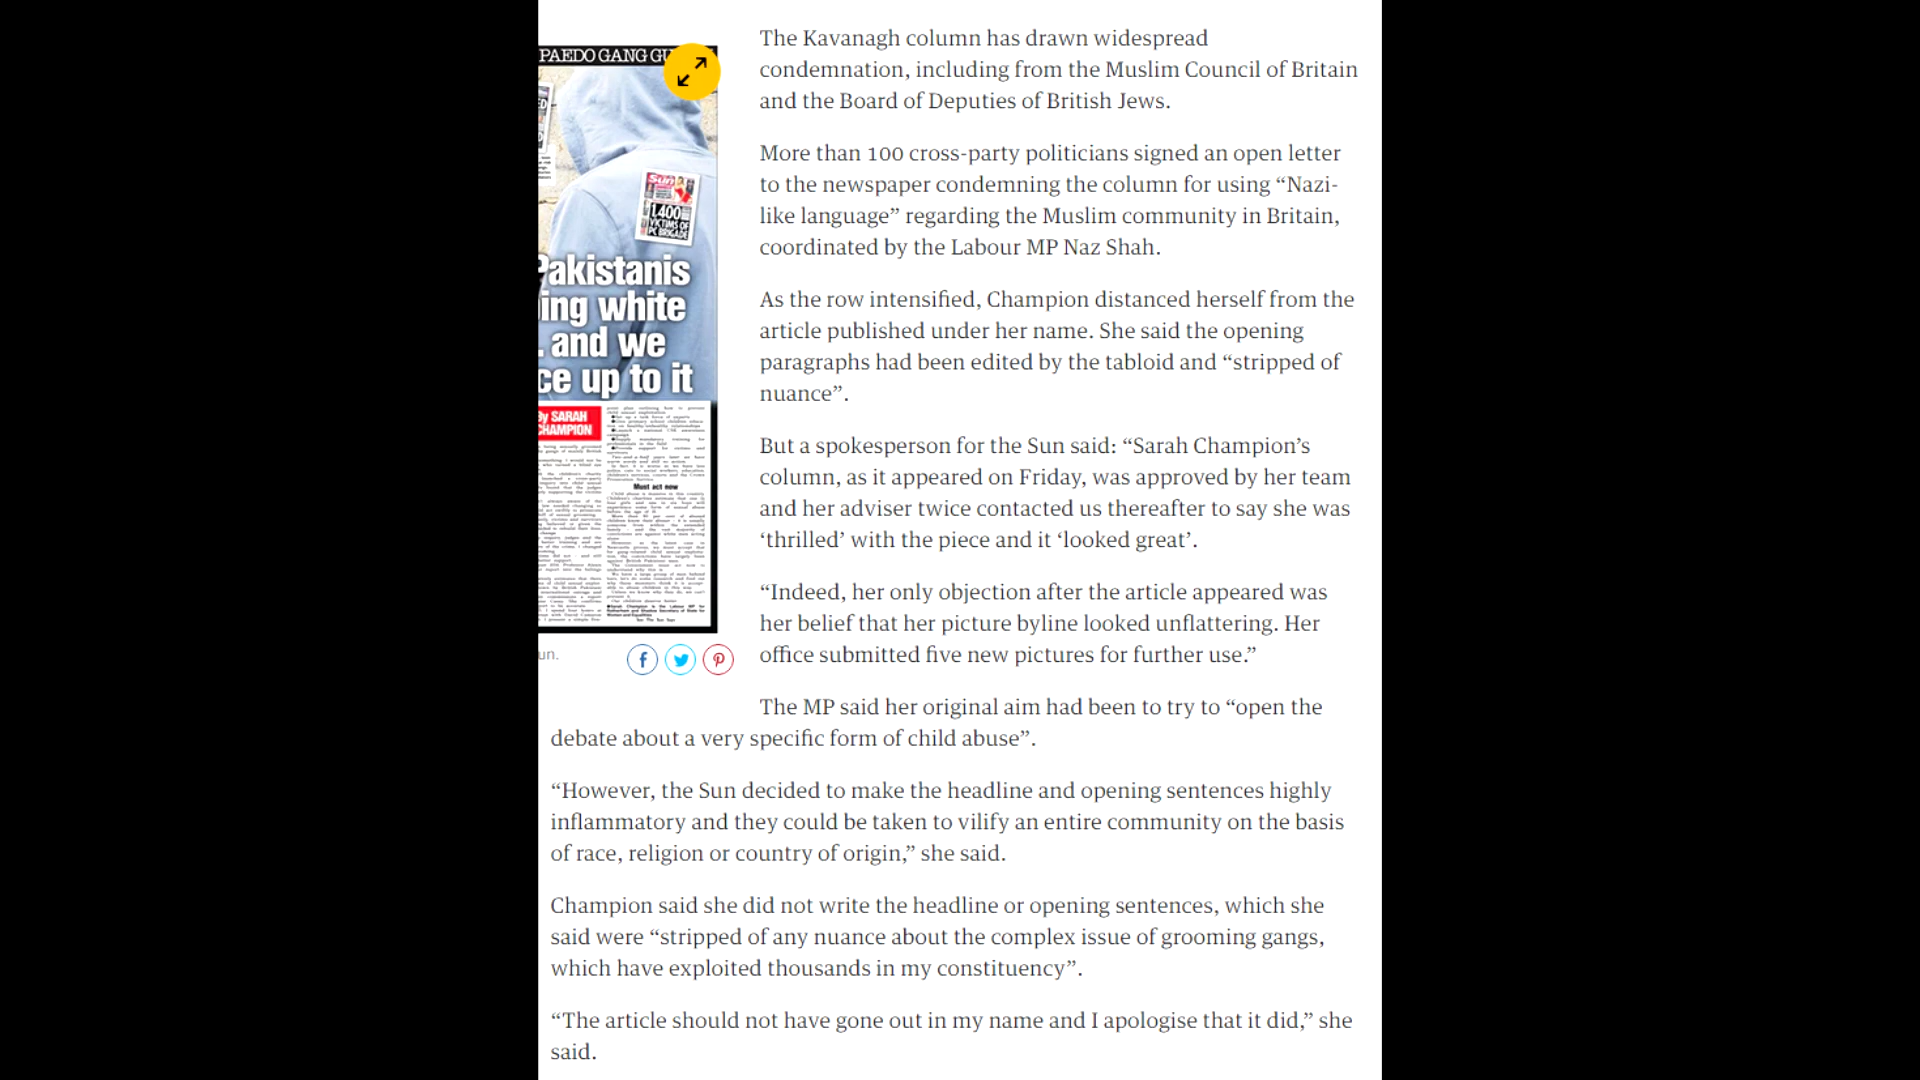 PAEDO GANG GU
Sun
1,400
VICTIMS OF
PC BRIGADE
Pakistanis
ing white
. and we
ce up to it
By SARAH
CHAMPION
Must act now
un.
The Kavanagh column has drawn widespread
condemnation, including from the Muslim Council of Britain
and the Board of Deputies of British Jews.
More than 100 cross-party politicians signed an open letter
to the newspaper condemning the column for using “Nazi-
like language” regarding the Muslim community in Britain,
coordinated by the Labour MP Naz Shah.
As the row intensified, Champion distanced herself from the
article published under her name. She said the opening
paragraphs had been edited by the tabloid and “stripped of
nuance”.
But a spokesperson for the Sun said: “Sarah Champion’s
column, as it appeared on Friday, was approved by her team
and her adviser twice contacted us thereafter to say she was
‘thrilled’ with the piece and it ‘looked great’.
“Indeed, her only objection after the article appeared was
her belief that her picture byline looked unflattering. Her
office submitted five new pictures for further use.”
The MP said her original aim had been to try to “open the
debate about a very specific form of child abuse”.
“However, the Sun decided to make the headline and opening sentences highly
inflammatory and they could be taken to vilify an entire community on the basis
of race, religion or country of origin,” she said.
Champion said she did not write the headline or opening sentences, which she
said were “stripped of any nuance about the complex issue of grooming gangs,
which have exploited thousands in my constituency”.
“The article should not have gone out in my name and I apologise that it did,” she
said.